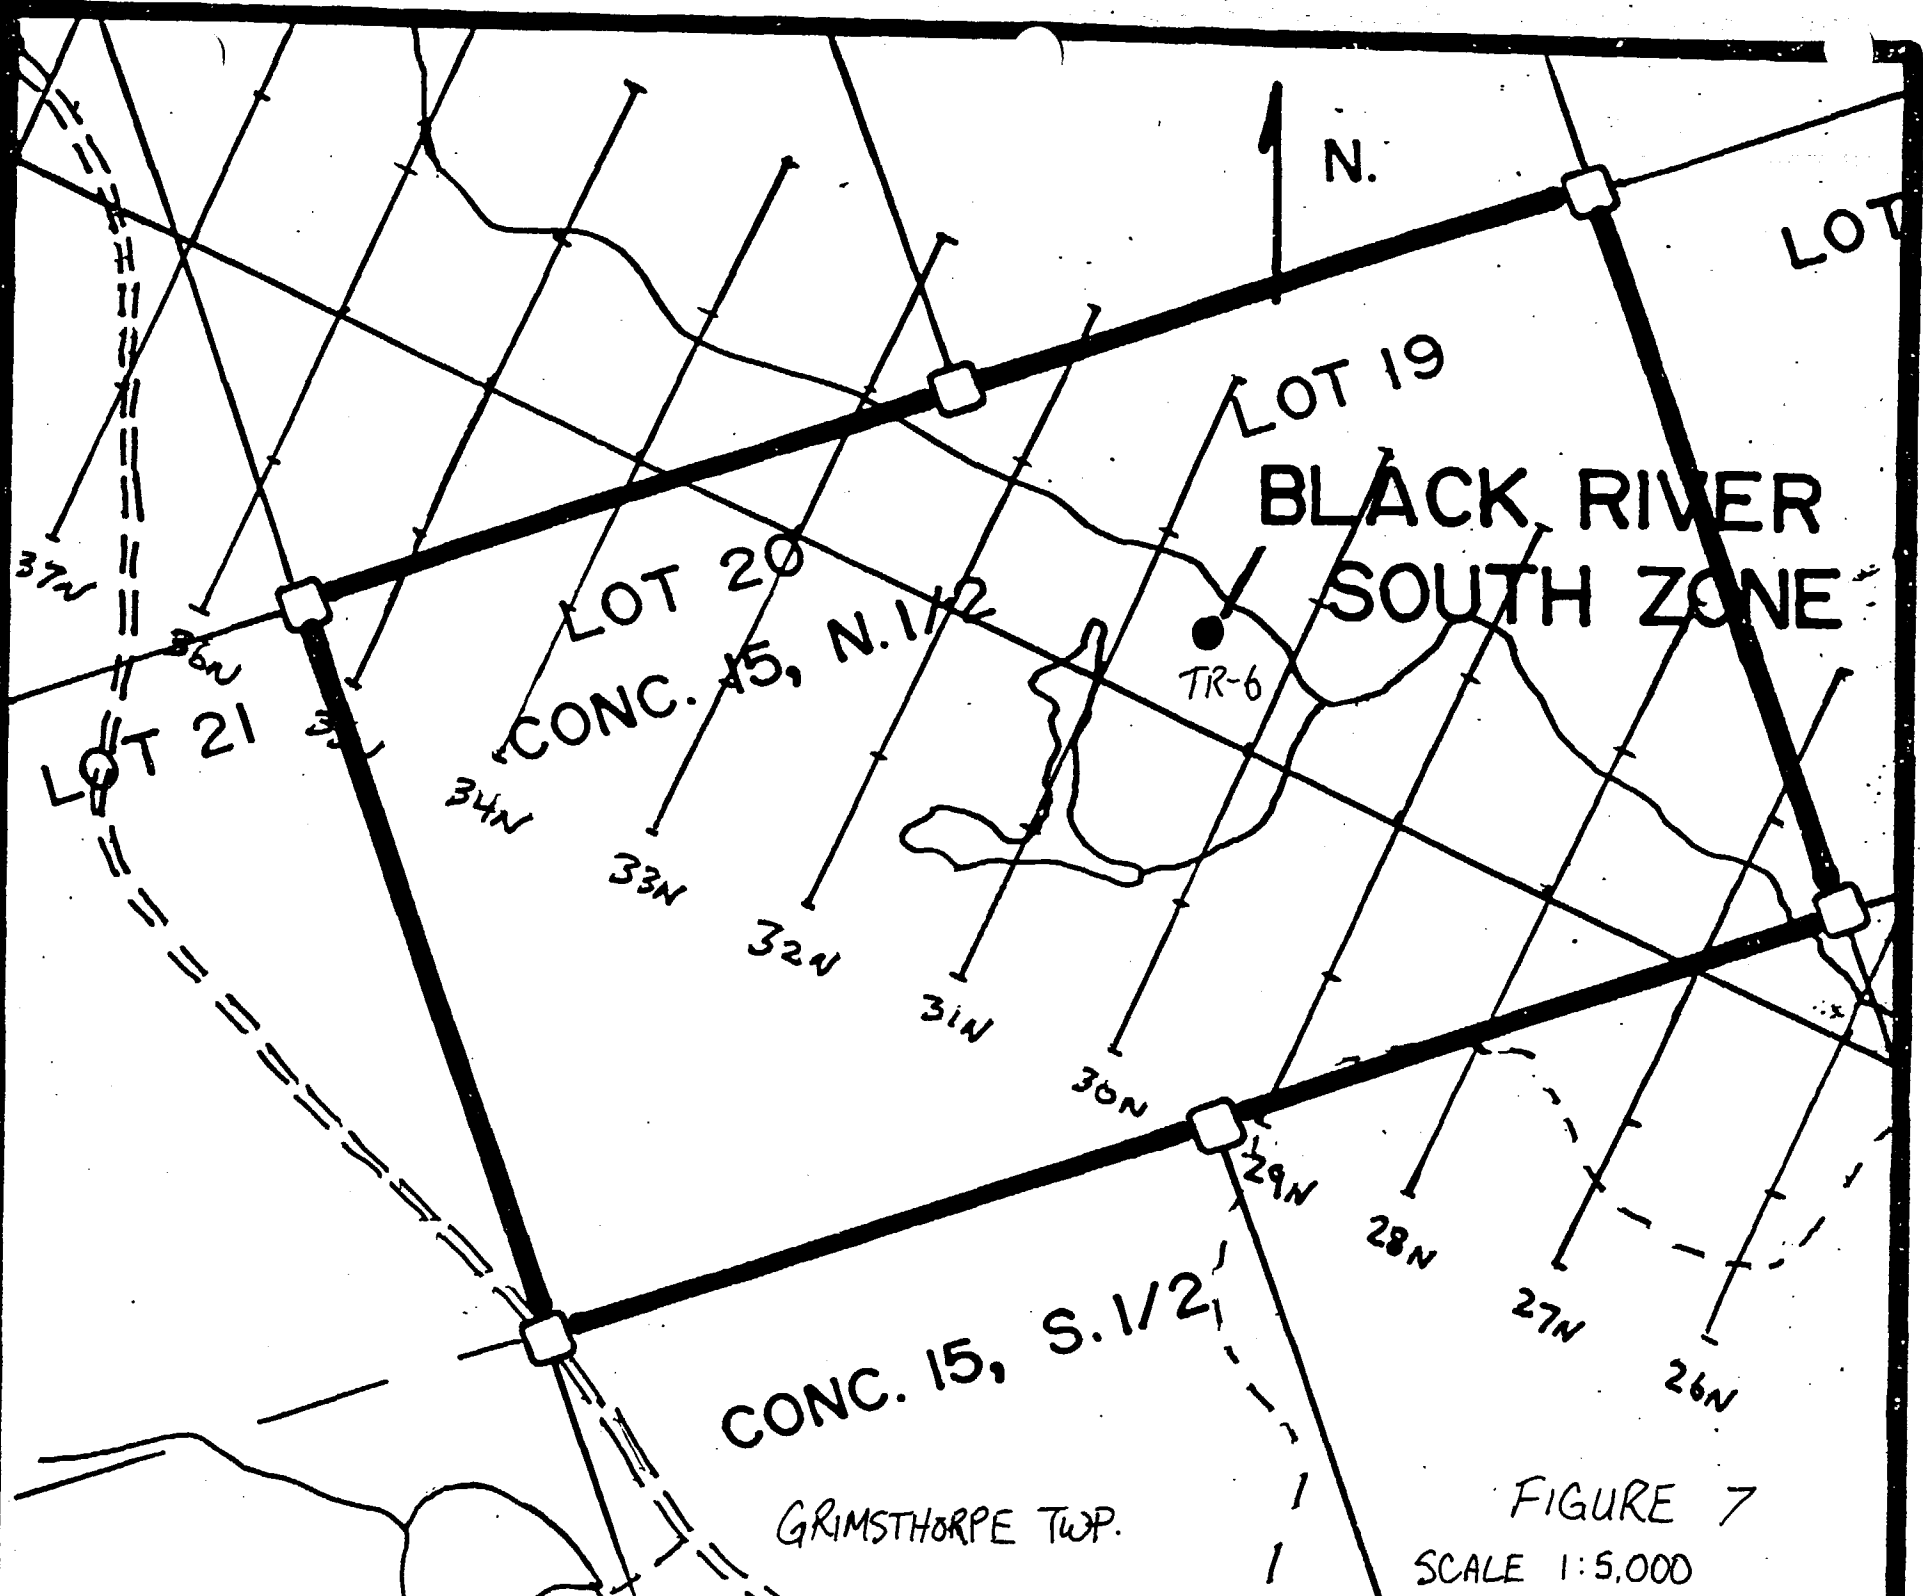 N.
LOT
LOT 19
BLACK RIVER
SOUTH ZONE
TR-6
LOT 20
CONC. 15, N. 1/2
37N
36N
LOT 21
34N
33N
32N
31N
30N
29N
28N
27N
26N
CONC. 15, S. 1/2
GRIMSTHORPE TWP.
FIGURE 7
SCALE 1:5,000